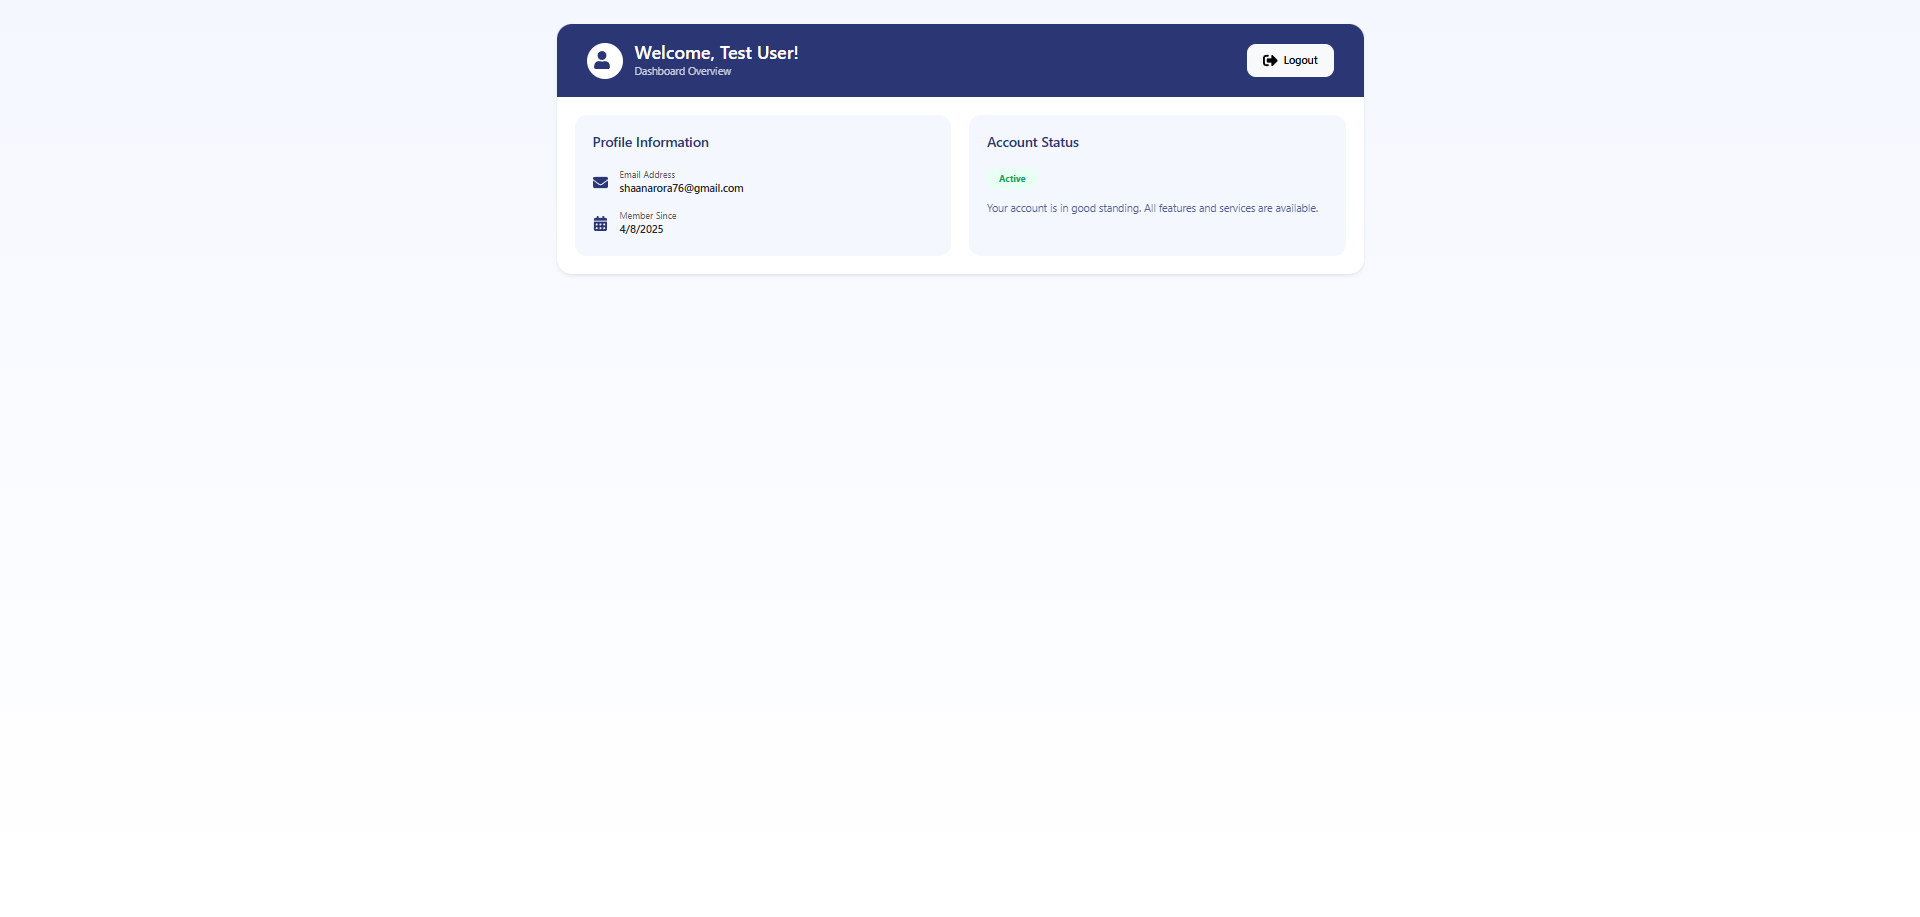 Welcome, Test User!
Dashboard Overview
Logout
Profile Information
Email Address
shaanarora76@gmail.com
Member Since
4/8/2025
Account Status
Active
Your account is in good standing. All features and services are available.